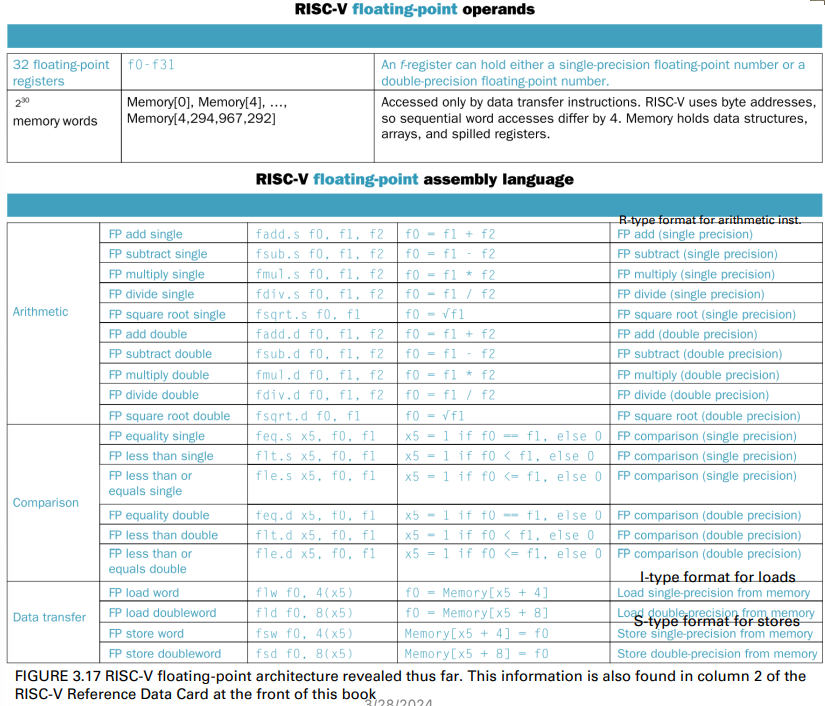 RISC-V floating-point operands
32 floating-point registers f0-f31 An f-register can hold either a single-precision floating-point number or a double-precision floating-point number.
2^30 memory words Memory[0], Memory[4], …, Memory[4,294,967,292] Accessed only by data transfer instructions. RISC-V uses byte addresses, so sequential word accesses differ by 4. Memory holds data structures, arrays, and spilled registers.
RISC-V floating-point assembly language
R-type format for arithmetic inst.
Arithmetic
FP add single fadd.s f0, f1, f2 f0 = f1 + f2 FP add (single precision)
FP subtract single fsub.s f0, f1, f2 f0 = f1 - f2 FP subtract (single precision)
FP multiply single fmul.s f0, f1, f2 f0 = f1 * f2 FP multiply (single precision)
FP divide single fdiv.s f0, f1, f2 f0 = f1 / f2 FP divide (single precision)
FP square root single fsqrt.s f0, f1 f0 = √f1 FP square root (single precision)
FP add double fadd.d f0, f1, f2 f0 = f1 + f2 FP add (double precision)
FP subtract double fsub.d f0, f1, f2 f0 = f1 - f2 FP subtract (double precision)
FP multiply double fmul.d f0, f1, f2 f0 = f1 * f2 FP multiply (double precision)
FP divide double fdiv.d f0, f1, f2 f0 = f1 / f2 FP divide (double precision)
FP square root double fsqrt.d f0, f1 f0 = √f1 FP square root (double precision)
Comparison
FP equality single feq.s x5, f0, f1 x5 = 1 if f0 == f1, else 0 FP comparison (single precision)
FP less than single flt.s x5, f0, f1 x5 = 1 if f0 < f1, else 0 FP comparison (single precision)
FP less than or equals single fle.s x5, f0, f1 x5 = 1 if f0 <= f1, else 0 FP comparison (single precision)
FP equality double feq.d x5, f0, f1 x5 = 1 if f0 == f1, else 0 FP comparison (double precision)
FP less than double flt.d x5, f0, f1 x5 = 1 if f0 < f1, else 0 FP comparison (double precision)
FP less than or equals double fle.d x5, f0, f1 x5 = 1 if f0 <= f1, else 0 FP comparison (double precision)
I-type format for loads
Data transfer
FP load word flw f0, 4(x5) f0 = Memory[x5 + 4] Load single-precision from memory
FP load doubleword fld f0, 8(x5) f0 = Memory[x5 + 8] Load double-precision from memory
S-type format for stores
FP store word fsw f0, 4(x5) Memory[x5 + 4] = f0 Store single-precision from memory
FP store doubleword fsd f0, 8(x5) Memory[x5 + 8] = f0 Store double-precision from memory
FIGURE 3.17 RISC-V floating-point architecture revealed thus far. This information is also found in column 2 of the
RISC-V Reference Data Card at the front of this book
3/28/2024